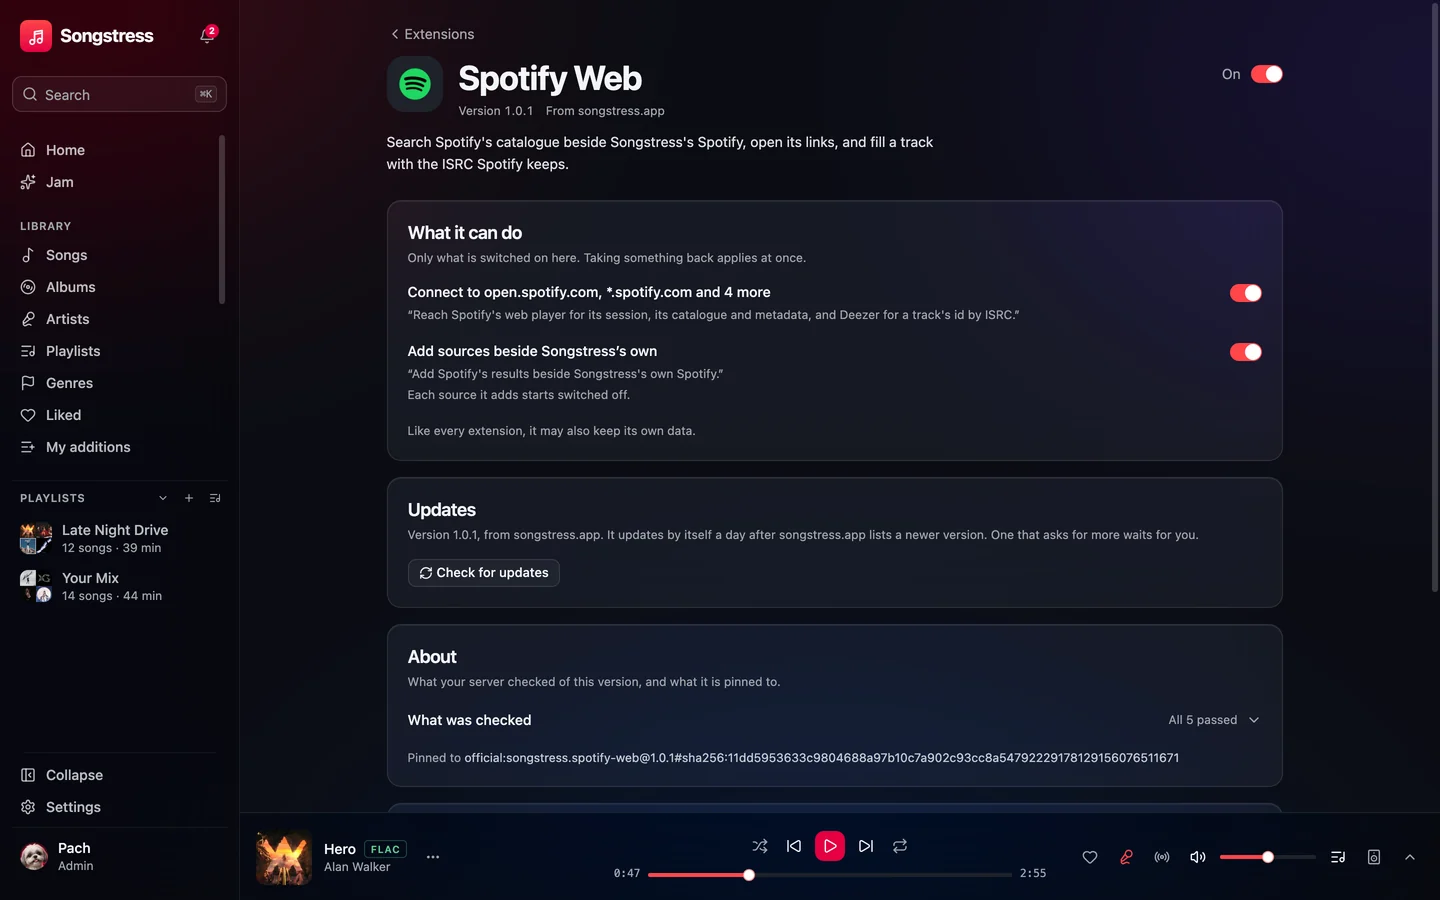 Songstress
2
Search
⌘K
Home
Jam
LIBRARY
Songs
Albums
Artists
Playlists
Genres
Liked
My additions
PLAYLISTS
Late Night Drive
12 songs · 39 min
Your Mix
14 songs · 44 min
Collapse
Settings
Pach
Admin
Extensions
Spotify Web
Version 1.0.1 From songstress.app
On
Search Spotify's catalogue beside Songstress's Spotify, open its links, and fill a track
with the ISRC Spotify keeps.
What it can do
Only what is switched on here. Taking something back applies at once.
Connect to open.spotify.com, *.spotify.com and 4 more
“Reach Spotify's web player for its session, its catalogue and metadata, and Deezer for a track's id by ISRC.”
Add sources beside Songstress’s own
“Add Spotify's results beside Songstress's own Spotify.”
Each source it adds starts switched off.
Like every extension, it may also keep its own data.
Updates
Version 1.0.1, from songstress.app. It updates by itself a day after songstress.app lists a newer version. One that asks for more waits for you.
Check for updates
About
What your server checked of this version, and what it is pinned to.
What was checked
All 5 passed
Pinned to official:songstress.spotify-web@1.0.1#sha256:11dd5953633c9804688a97b10c7a902c93cc8a54792229178129156076511671
Hero FLAC
Alan Walker
0:47
2:55